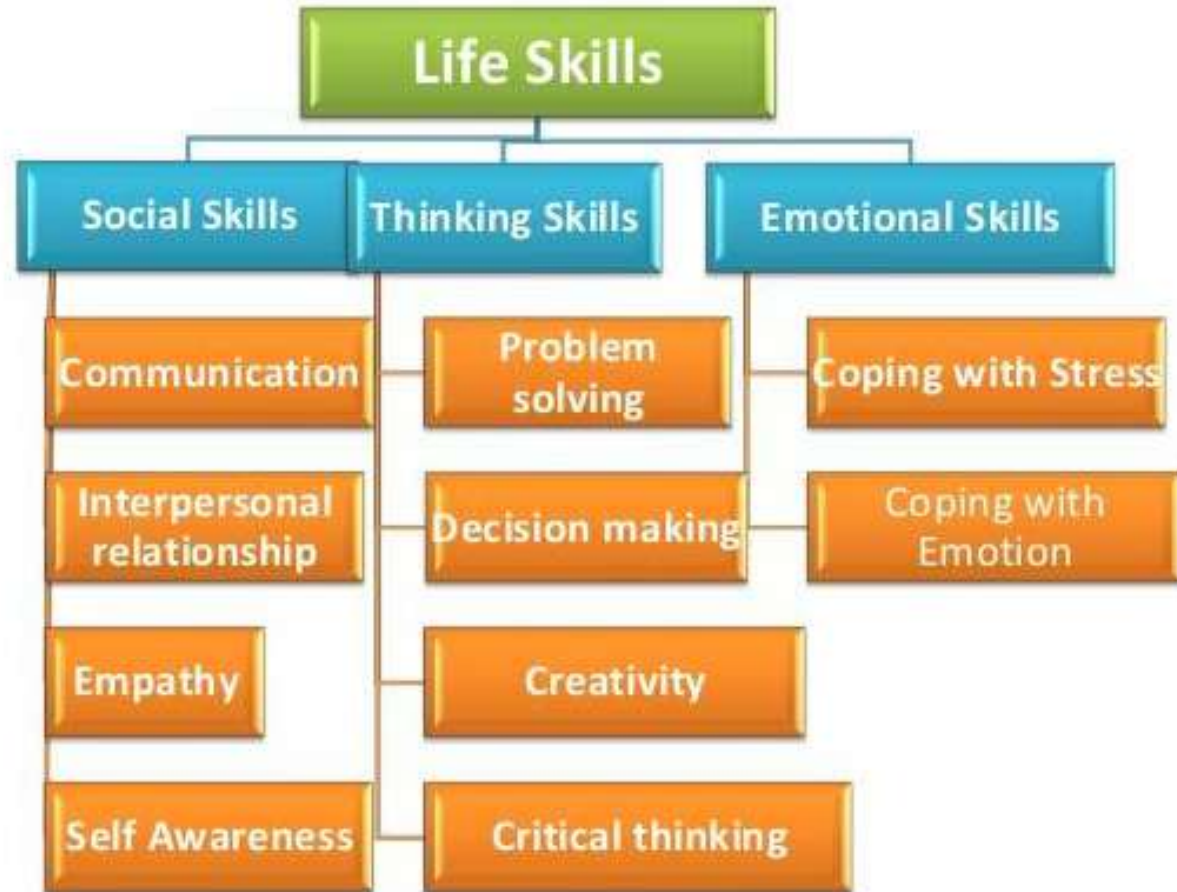 Life Skills
Social Skills
Thinking Skills
Emotional Skills
Communication
Problem
solving
Coping with Stress
Interpersonal
relationship
Decision making
Coping with
Emotion
Empathy
Creativity
Self Awareness
Critical thinking